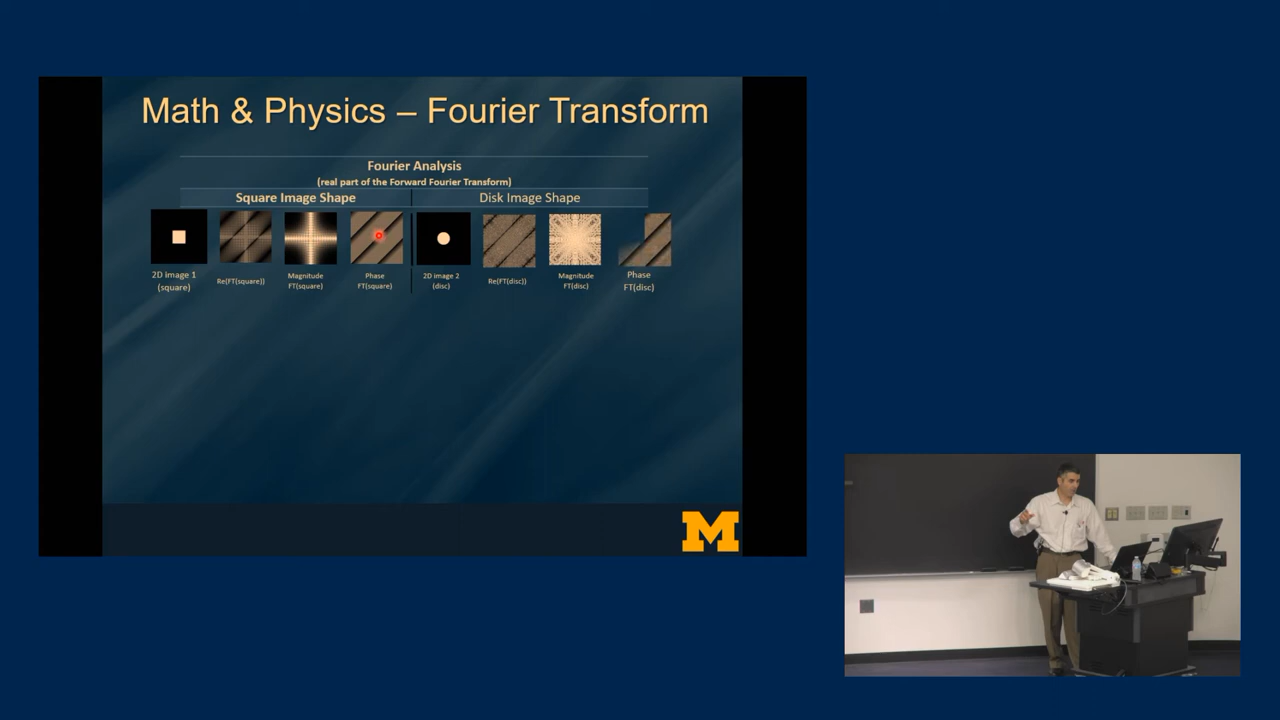 Math & Physics – Fourier Transform
Fourier Analysis
(real part of the Forward Fourier Transform)
Square Image Shape
Disk Image Shape
2D image 1
(square)
Re(FT(square))
Magnitude
FT(square)
Phase
FT(square)
2D image 2
(disc)
Re(FT(disc))
Magnitude
FT(disc)
Phase
FT(disc)
M